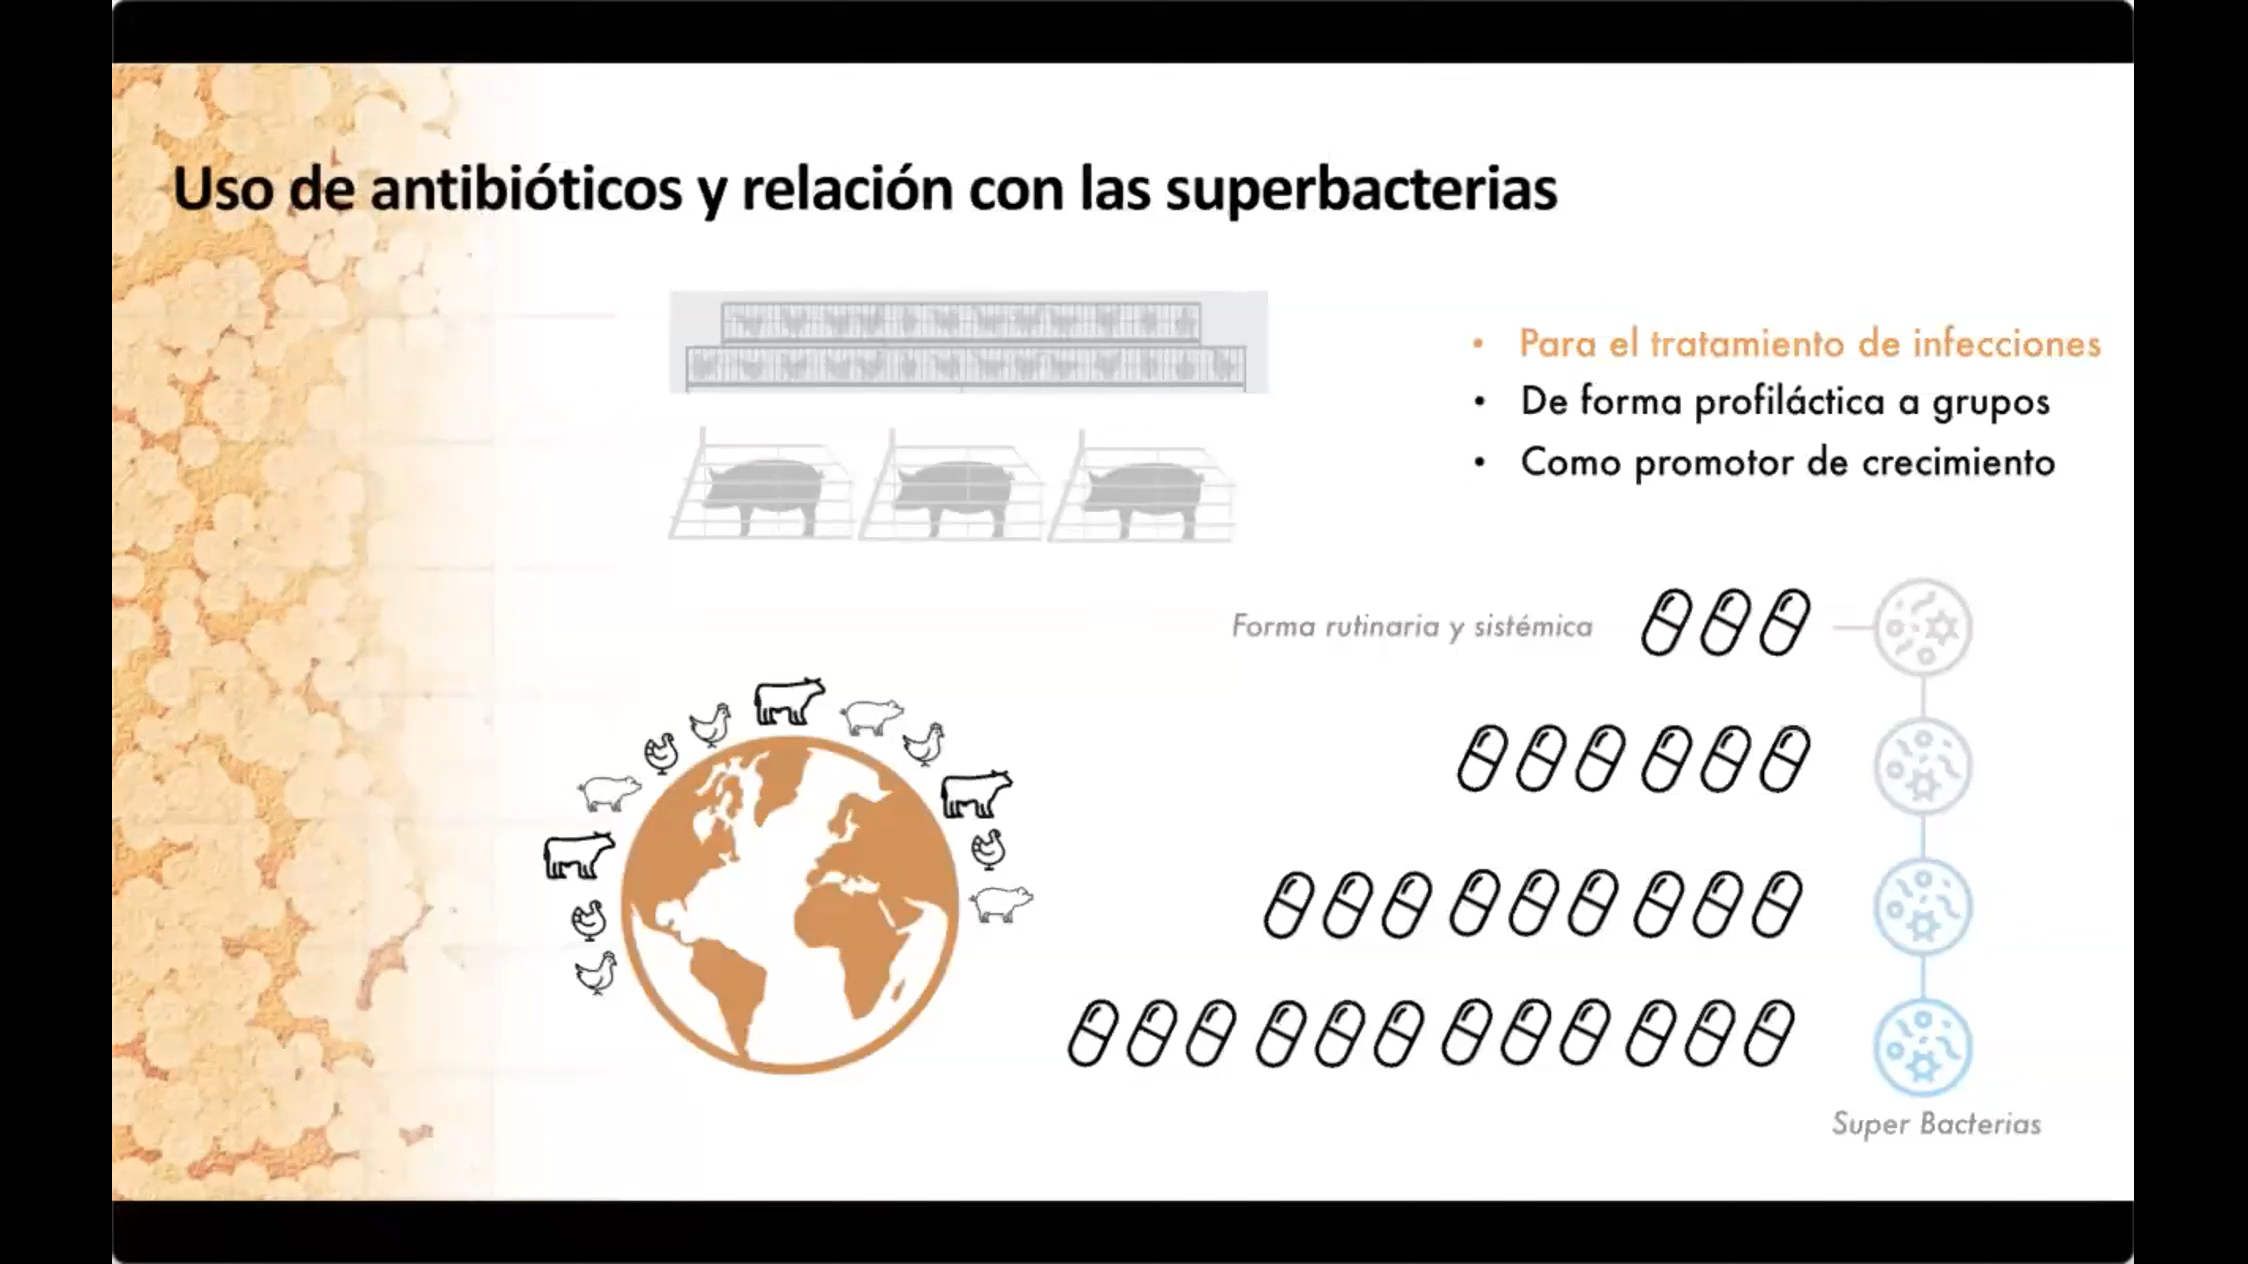 Uso de antibióticos y relación con las superbacterias
• Para el tratamiento de infecciones
• De forma profiláctica a grupos
• Como promotor de crecimiento
Forma rutinaria y sistémica
Super Bacterias